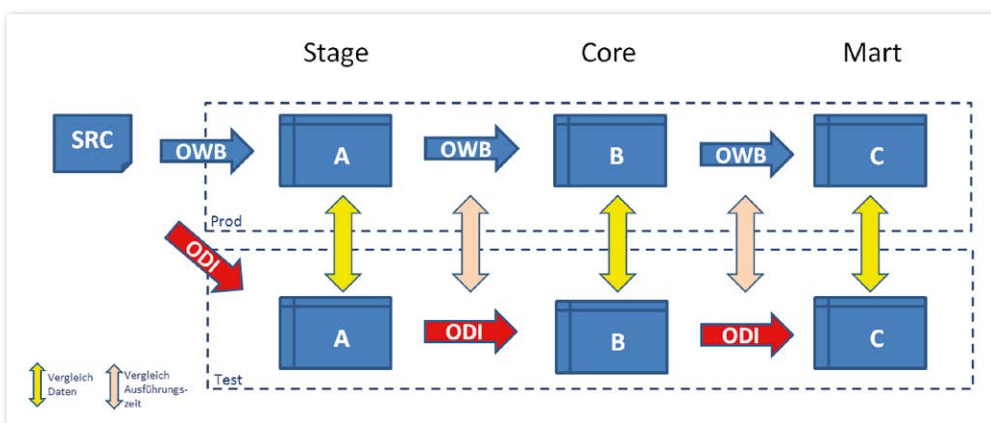 Stage
Core
Mart
SRC
OWB
A
OWB
B
OWB
C
Prod
ODI
A
ODI
B
ODI
C
Test
Vergleich
Daten
Vergleich
Ausführungs-
zeit